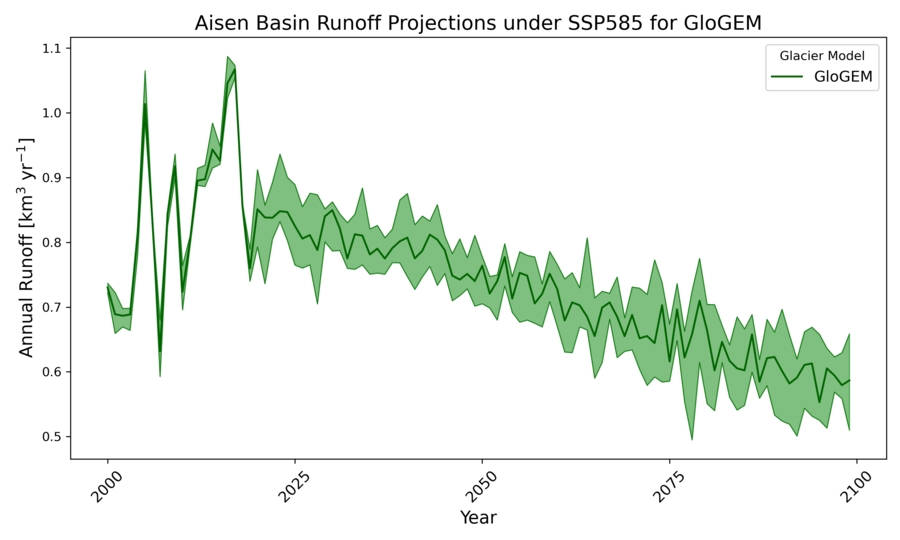 Aisen Basin Runoff Projections under SSP585 for GloGEM
Glacier Model
GloGEM
Annual Runoff [km³ yr⁻¹]
1.1
1.0
0.9
0.8
0.7
0.6
0.5
2000 2025 2050 2075 2100
Year